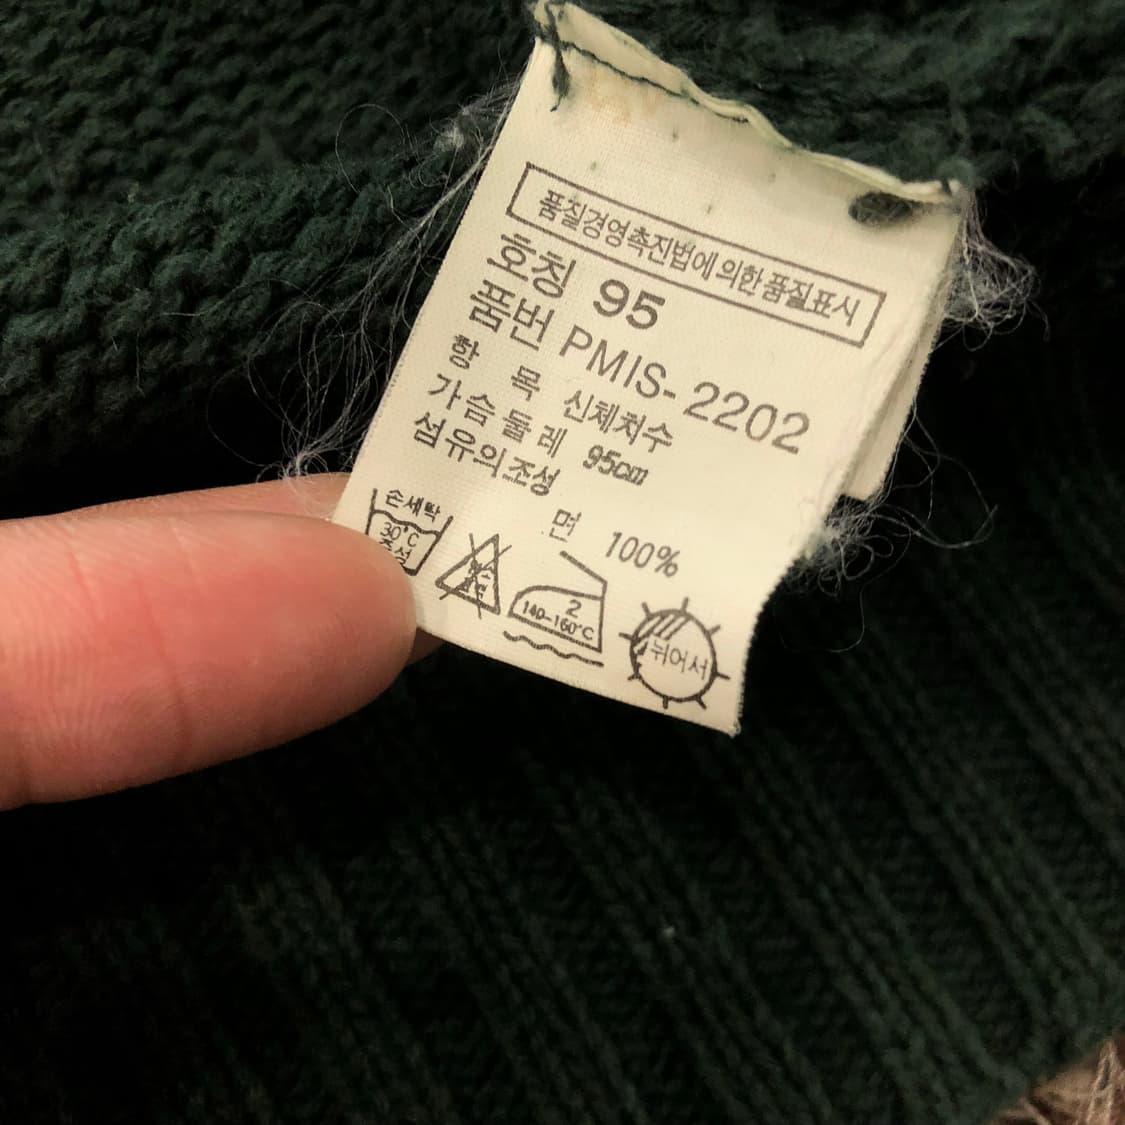 품질경영촉진법에 의한 품질표시
호칭 95
품번 PMIS-2202
항 목 신체치수
가슴둘레 95cm
섬유의조성
면 100%
손세탁
30℃
중성
2
140-160℃
뉘어서